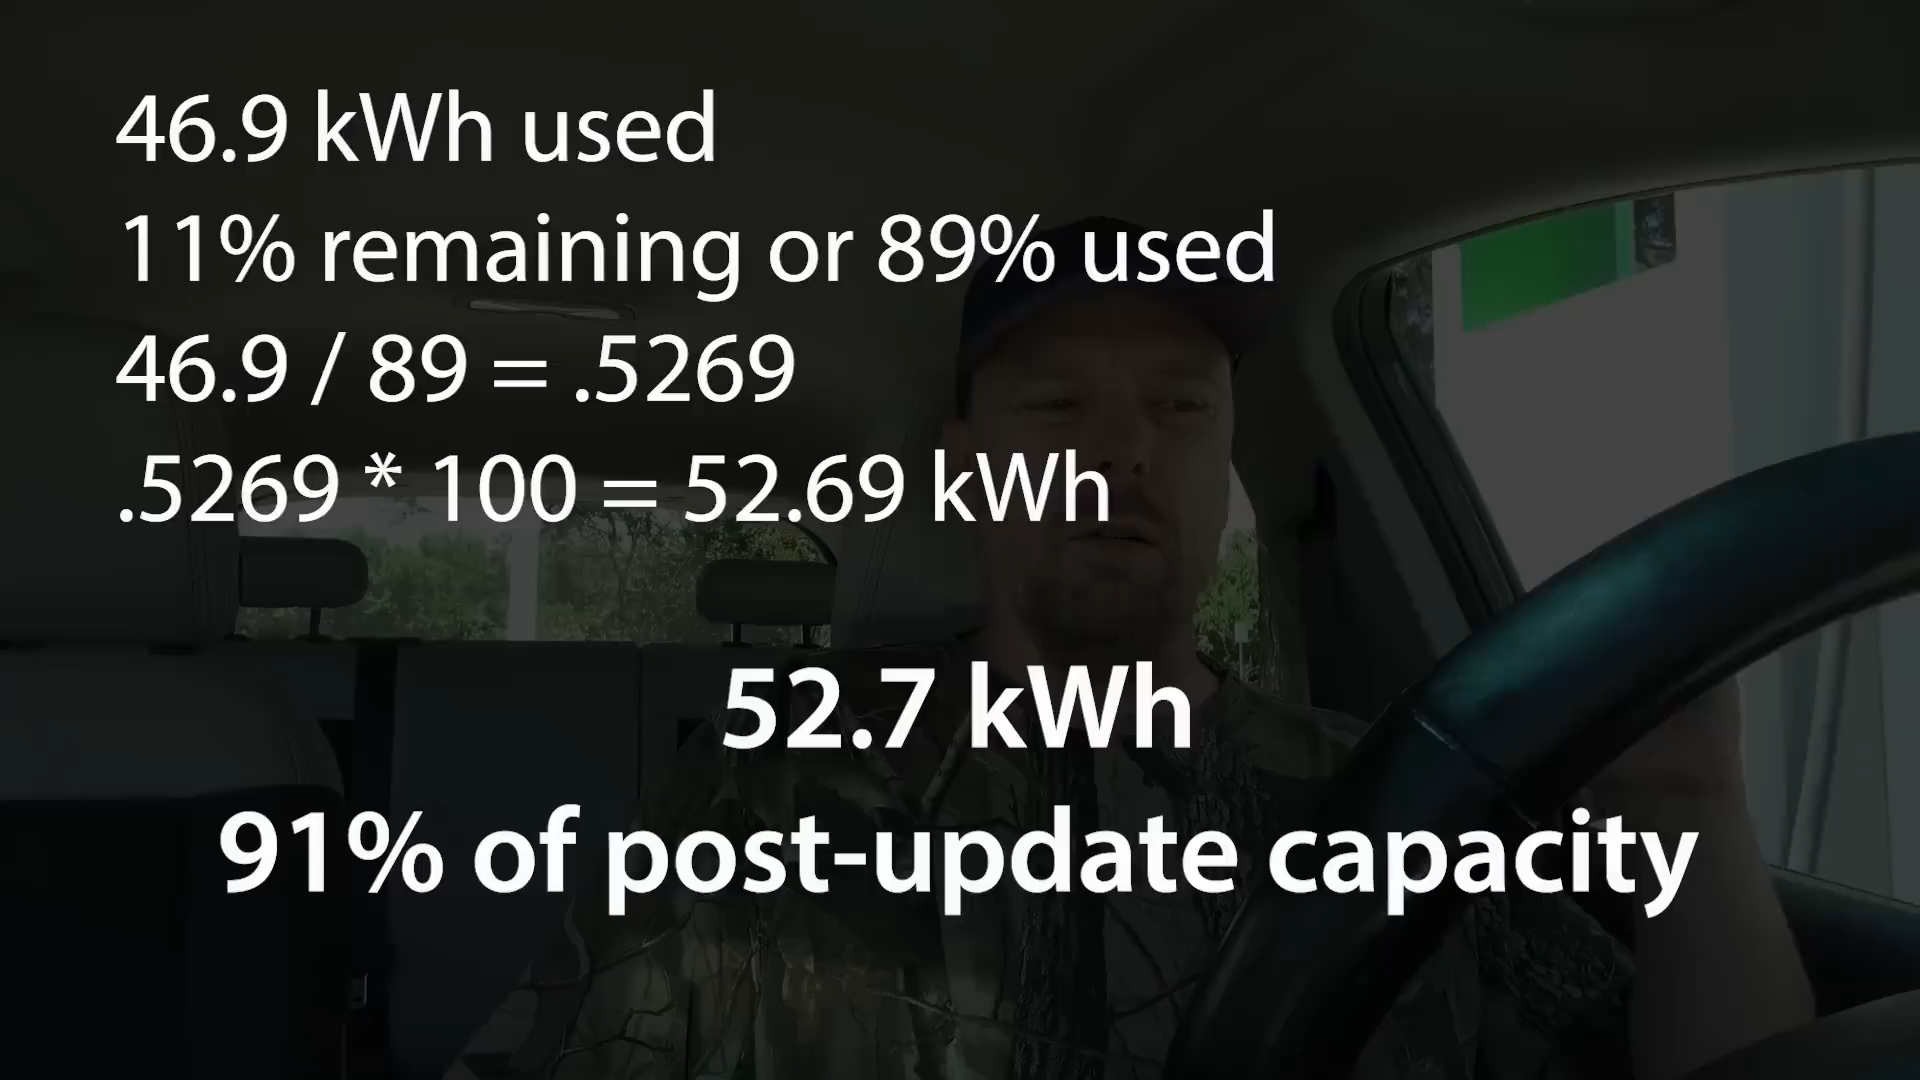 46.9 kWh used
11% remaining or 89% used
46.9 / 89 = .5269
.5269 * 100 = 52.69 kWh
52.7 kWh
91% of post-update capacity